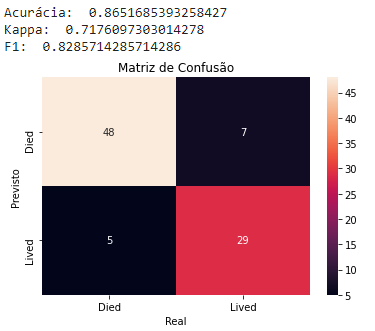 Acurácia:  0.8651685393258427
Kappa:  0.7176097303014278
F1:  0.8285714285714286
Matriz de Confusão
Died
48
7
Previsto
Lived
5
29
Died
Lived
Real
45
40
35
30
25
20
15
10
5